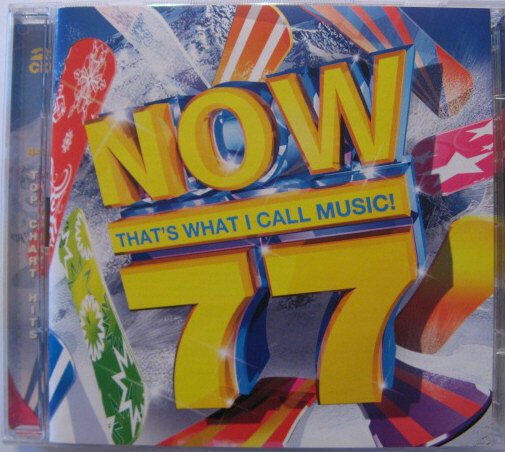 NOW
THAT'S WHAT I CALL MUSIC!
77
TOP CHART HITS